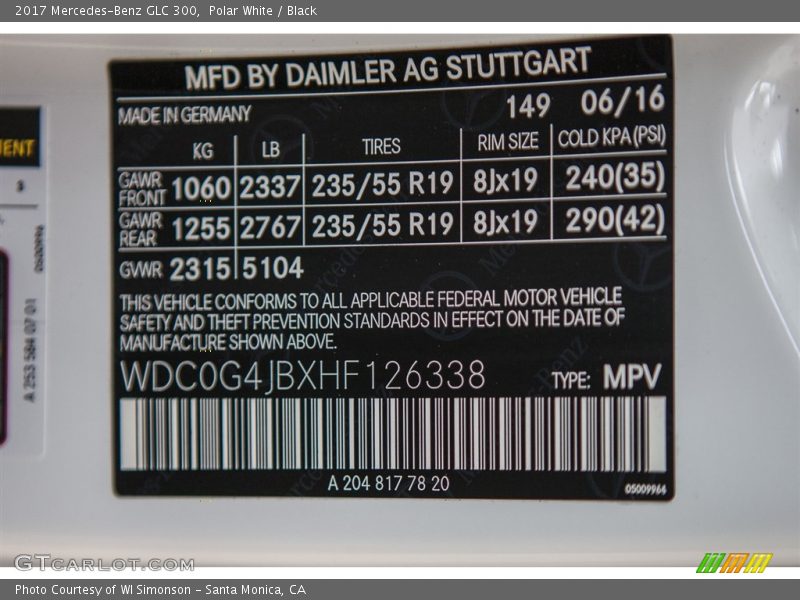 2017 Mercedes-Benz GLC 300, Polar White / Black
MFD BY DAIMLER AG STUTTGART
MADE IN GERMANY 149 06/16
KG LB TIRES RIM SIZE COLD KPA(PSI)
GAWR FRONT 1060 2337 235/55 R19 8Jx19 240(35)
GAWR REAR 1255 2767 235/55 R19 8Jx19 290(42)
GVWR 2315 5104
THIS VEHICLE CONFORMS TO ALL APPLICABLE FEDERAL MOTOR VEHICLE
SAFETY AND THEFT PREVENTION STANDARDS IN EFFECT ON THE DATE OF
MANUFACTURE SHOWN ABOVE.
WDC0G4JBXHF126338 TYPE: MPV
A 204 817 78 20
05009964
A 253 584 07 01
GTCARLOT.COM
Photo Courtesy of WI Simonson - Santa Monica, CA